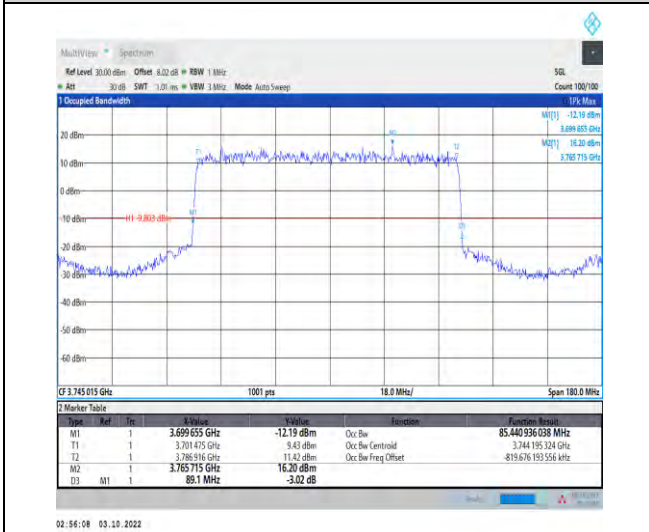 MultiView Spectrum
Ref Level 30.00 dBm Offset 8.02 dB RBW 1 MHz SGL
Att 30 dB SWT 1.01 ms VBW 3 MHz Mode Auto Sweep Count 100/100
1 Occupied Bandwidth 1Pk Max
M1[1] -12.19 dBm
3.699 655 GHz
M2[1] 16.20 dBm
3.765 715 GHz
20 dBm
M2
T1 T2
10 dBm
0 dBm
M1
-10 dBm H1 -9.803 dBm
D3
-20 dBm
-30 dBm
-40 dBm
-50 dBm
-60 dBm
CF 3.745 015 GHz 1001 pts 18.0 MHz/ Span 180.0 MHz
2 Marker Table
Type Ref Trc X-Value Y-Value Function Function Result
M1 1 3.699 655 GHz -12.19 dBm Occ Bw 85.440 936 038 MHz
T1 1 3.701 475 GHz 9.43 dBm Occ Bw Centroid 3.744 195 324 GHz
T2 1 3.786 916 GHz 11.42 dBm Occ Bw Freq Offset -819.676 193 556 kHz
M2 1 3.765 715 GHz 16.20 dBm
D3 M1 1 89.1 MHz -3.02 dB
02:56:08 03.10.2022